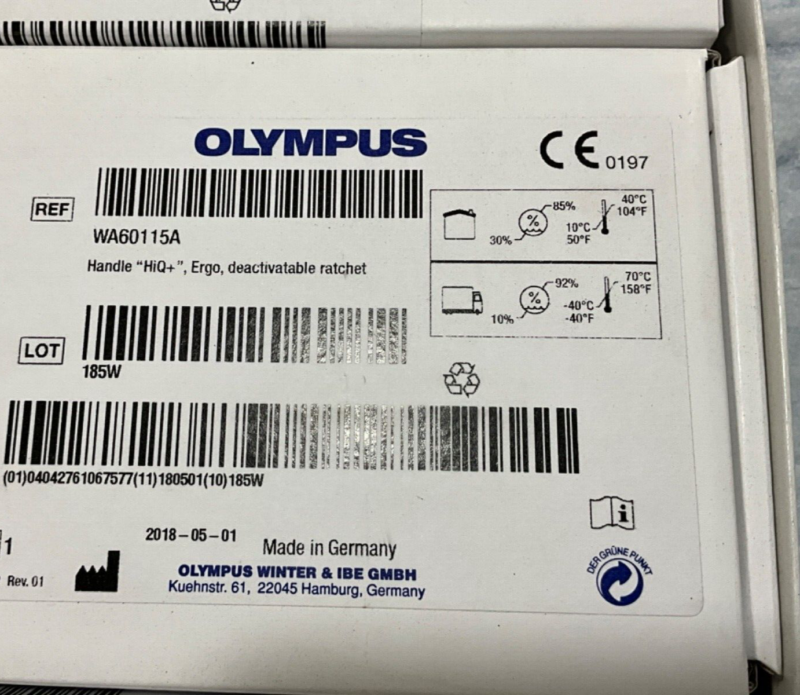 OLYMPUS
CE 0197
REF
WA60115A
Handle "HiQ+", Ergo, deactivatable ratchet
85%
%
30%
40°C
104°F
10°C
50°F
92%
%
10%
70°C
158°F
-40°C
-40°F
LOT
185W
(01)04042761067577(11)180501(10)185W
i
2018-05-01
Made in Germany
1
Rev. 01
OLYMPUS WINTER & IBE GMBH
Kuehnstr. 61, 22045 Hamburg, Germany
DER GRÜNE PUNKT